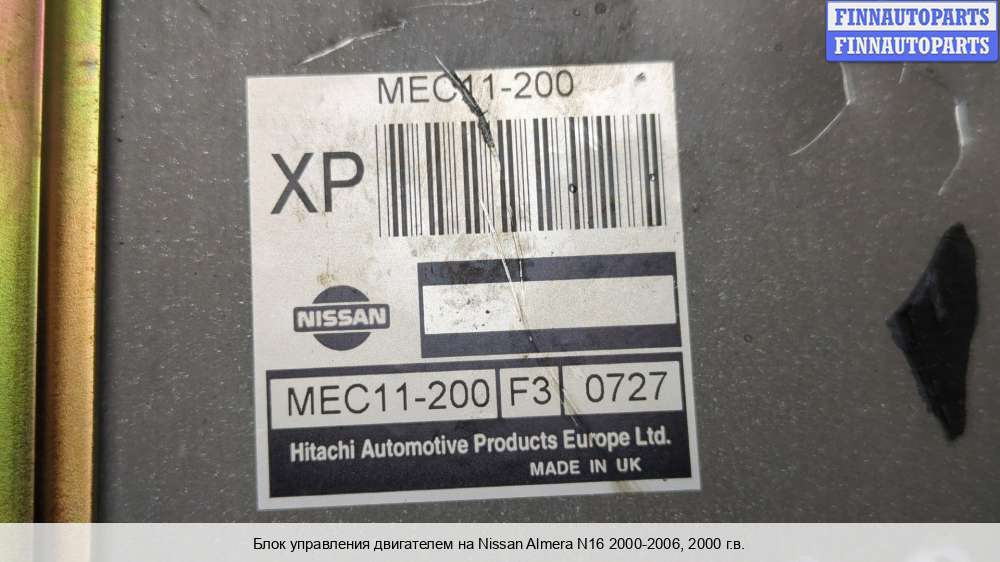 FINNAUTOPARTS
FINNAUTOPARTS
MEC11-200
XP
NISSAN
MEC11-200 F3 0727
Hitachi Automotive Products Europe Ltd.
MADE IN UK
Блок управления двигателем на Nissan Almera N16 2000-2006, 2000 г.в.